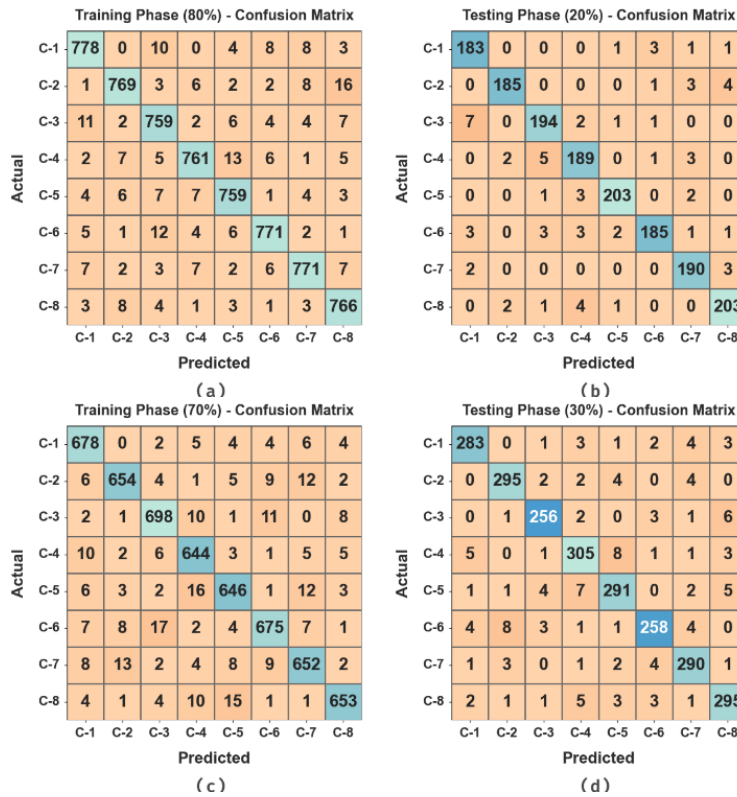 Training Phase (80%) - Confusion Matrix
C-1 778 0 10 0 4 8 8 3
C-2 1 769 3 6 2 2 8 16
C-3 11 2 759 2 6 4 4 7
C-4 2 7 5 761 13 6 1 5
C-5 4 6 7 7 759 1 4 3
C-6 5 1 12 4 6 771 2 1
C-7 7 2 3 7 2 6 771 7
C-8 3 8 4 1 3 1 3 766
C-1 C-2 C-3 C-4 C-5 C-6 C-7 C-8
Actual
Predicted
(a)
Testing Phase (20%) - Confusion Matrix
C-1 183 0 0 0 1 3 1 1
C-2 0 185 0 0 0 1 3 4
C-3 7 0 194 2 1 1 0 0
C-4 0 2 5 189 0 1 3 0
C-5 0 0 1 3 203 0 2 0
C-6 3 0 3 3 2 185 1 1
C-7 2 0 0 0 0 0 190 3
C-8 0 2 1 4 1 0 0 203
C-1 C-2 C-3 C-4 C-5 C-6 C-7 C-8
Actual
Predicted
(b)
Training Phase (70%) - Confusion Matrix
C-1 678 0 2 5 4 4 6 4
C-2 6 654 4 1 5 9 12 2
C-3 2 1 698 10 1 11 0 8
C-4 10 2 6 644 3 1 5 5
C-5 6 3 2 16 646 1 12 3
C-6 7 8 17 2 4 675 7 1
C-7 8 13 2 4 8 9 652 2
C-8 4 1 4 10 15 1 1 653
C-1 C-2 C-3 C-4 C-5 C-6 C-7 C-8
Actual
Predicted
(c)
Testing Phase (30%) - Confusion Matrix
C-1 283 0 1 3 1 2 4 3
C-2 0 295 2 2 4 0 4 0
C-3 0 1 256 2 0 3 1 6
C-4 5 0 1 305 8 1 1 3
C-5 1 1 4 7 291 0 2 5
C-6 4 8 3 1 1 258 4 0
C-7 1 3 0 1 2 4 290 1
C-8 2 1 1 5 3 3 1 295
C-1 C-2 C-3 C-4 C-5 C-6 C-7 C-8
Actual
Predicted
(d)